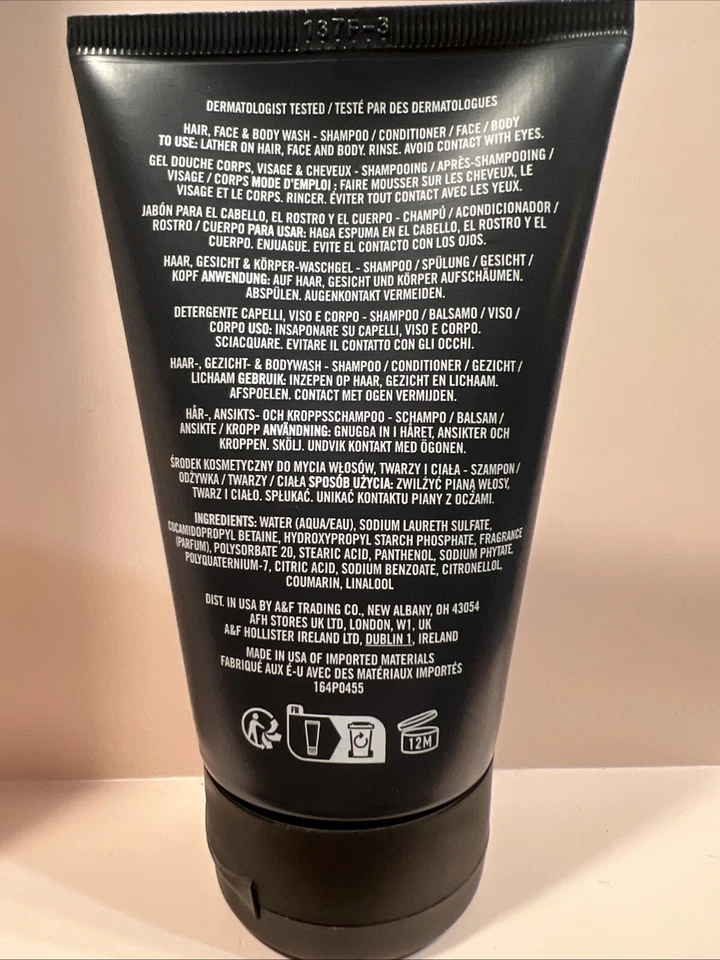 137F-3
DERMATOLOGIST TESTED / TESTÉ PAR DES DERMATOLOGUES
HAIR, FACE & BODY WASH - SHAMPOO / CONDITIONER / FACE / BODY
TO USE: LATHER ON HAIR, FACE AND BODY. RINSE. AVOID CONTACT WITH EYES.
GEL DOUCHE CORPS, VISAGE & CHEVEUX - SHAMPOOING / APRÈS-SHAMPOOING /
VISAGE / CORPS MODE D'EMPLOI : FAIRE MOUSSER SUR LES CHEVEUX, LE
VISAGE ET LE CORPS. RINCER. ÉVITER TOUT CONTACT AVEC LES YEUX.
JABÓN PARA EL CABELLO, EL ROSTRO Y EL CUERPO - CHAMPÚ / ACONDICIONADOR /
ROSTRO / CUERPO PARA USAR: HAGA ESPUMA EN EL CABELLO, EL ROSTRO Y EL
CUERPO. ENJUAGUE. EVITE EL CONTACTO CON LOS OJOS.
HAAR, GESICHT & KÖRPER-WASCHGEL - SHAMPOO / SPÜLUNG / GESICHT /
KOPF ANWENDUNG: AUF HAAR, GESICHT UND KÖRPER AUFSCHÄUMEN.
ABSPÜLEN. AUGENKONTAKT VERMEIDEN.
DETERGENTE CAPELLI, VISO E CORPO - SHAMPOO / BALSAMO / VISO /
CORPO USO: INSAPONARE SU CAPELLI, VISO E CORPO.
SCIACQUARE. EVITARE IL CONTATTO CON GLI OCCHI.
HAAR-, GEZICHT- & BODYWASH - SHAMPOO / CONDITIONER / GEZICHT /
LICHAAM GEBRUIK: INZEPEN OP HAAR, GEZICHT EN LICHAAM.
AFSPOELEN. CONTACT MET OGEN VERMIJDEN.
HÅR-, ANSIKTS- OCH KROPPSSCHAMPOO - SCHAMPO / BALSAM /
ANSIKTE / KROPP ANVÄNDNING: GNUGGA IN I HÅRET, ANSIKTER OCH
KROPPEN. SKÖLJ. UNDVIK KONTAKT MED ÖGONEN.
ŚRODEK KOSMETYCZNY DO MYCIA WŁOSÓW, TWARZY I CIAŁA - SZAMPON /
ODŻYWKA / TWARZY / CIAŁA SPOSÓB UŻYCIA: ZWILŻYĆ PIANĄ WŁOSY,
TWARZ I CIAŁO. SPŁUKAĆ. UNIKAĆ KONTAKTU PIANY Z OCZAMI.
INGREDIENTS: WATER (AQUA/EAU), SODIUM LAURETH SULFATE,
COCAMIDOPROPYL BETAINE, HYDROXYPROPYL STARCH PHOSPHATE, FRAGRANCE
(PARFUM), POLYSORBATE 20, STEARIC ACID, PANTHENOL, SODIUM PHYTATE,
POLYQUATERNIUM-7, CITRIC ACID, SODIUM BENZOATE, CITRONELLOL,
COUMARIN, LINALOOL
DIST. IN USA BY A&F TRADING CO., NEW ALBANY, OH 43054
AFH STORES UK LTD, LONDON, W1, UK
A&F HOLLISTER IRELAND LTD, DUBLIN 1, IRELAND
MADE IN USA OF IMPORTED MATERIALS
FABRIQUÉ AUX É-U AVEC DES MATÉRIAUX IMPORTÉS
164P0455
FR
12M